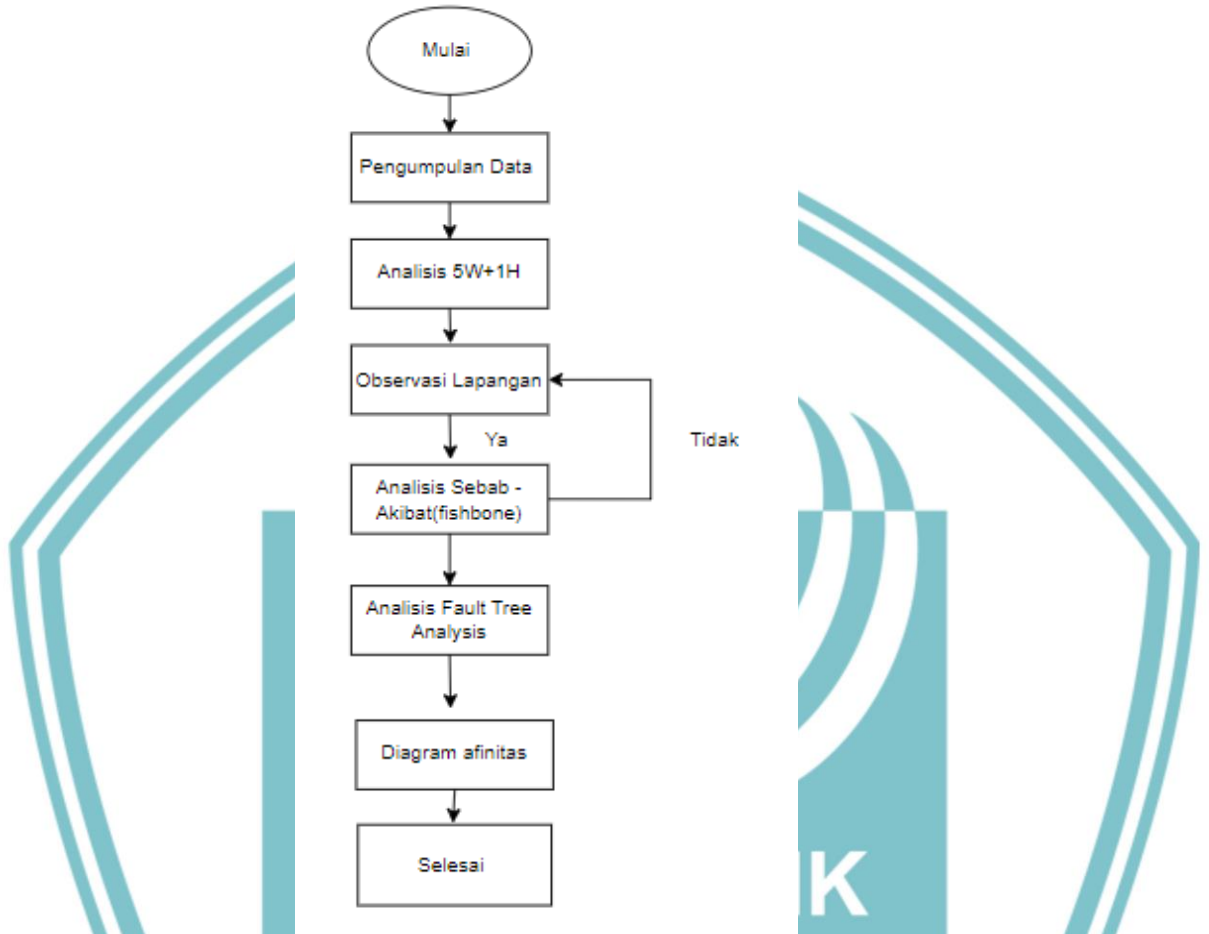 Mulai
Pengumpulan Data
Analisis 5W+1H
Observasi Lapangan
Ya
Tidak
Analisis Sebab -
Akibat(fishbone)
Analisis Fault Tree
Analysis
Diagram afinitas
Selesai